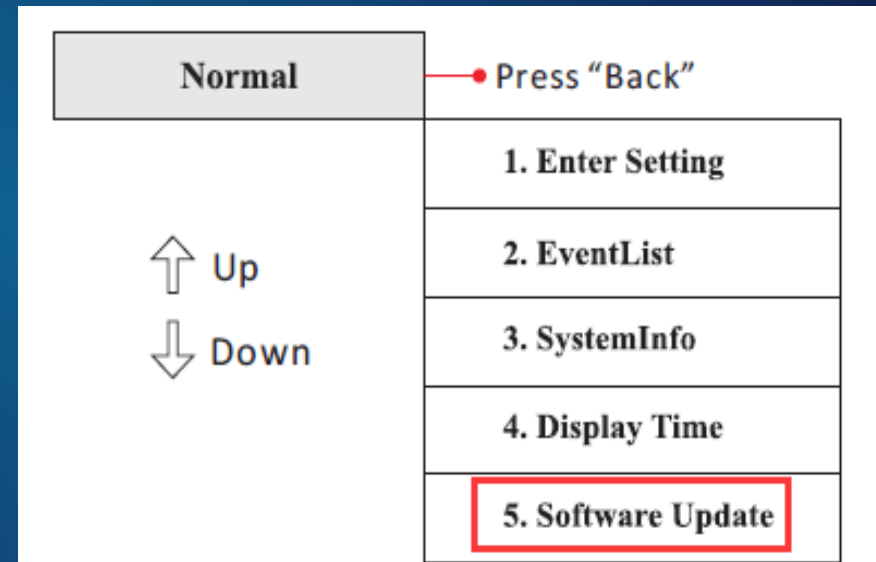 Normal
Press “Back”
1. Enter Setting
2. EventList
Up
3. SystemInfo
Down
4. Display Time
5. Software Update